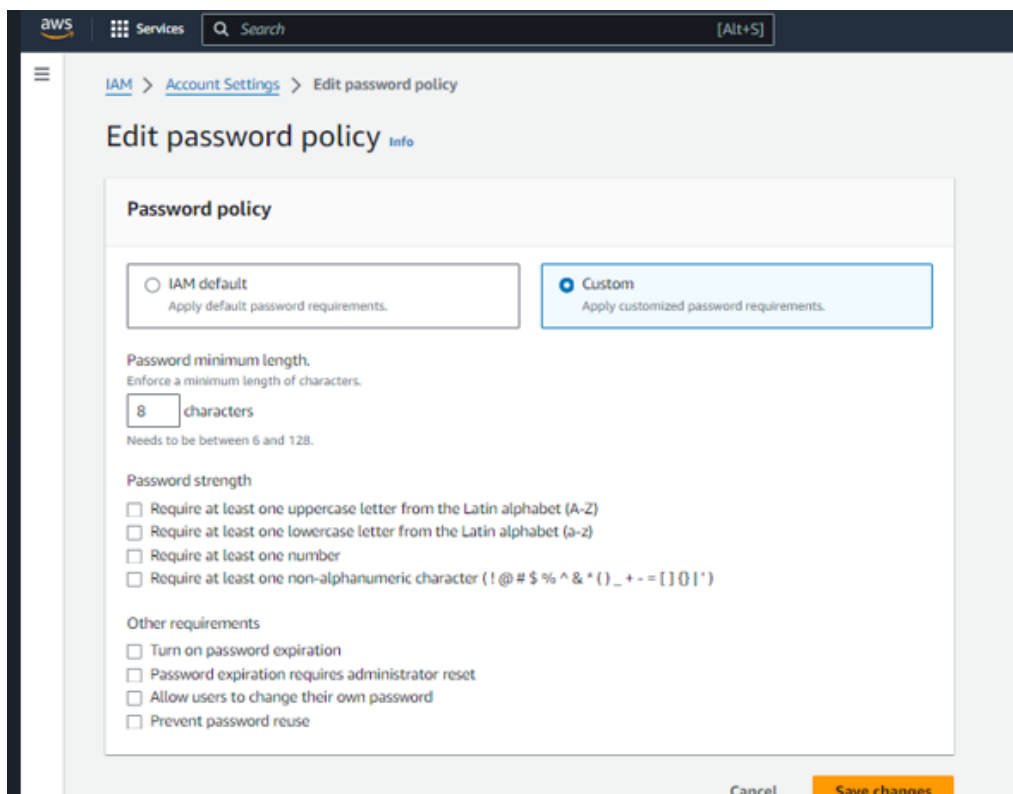 aws Services Search [Alt+S]
IAM > Account Settings > Edit password policy
Edit password policy Info
Password policy
IAM default
Apply default password requirements.
Custom
Apply customized password requirements.
Password minimum length.
Enforce a minimum length of characters.
8 characters
Needs to be between 6 and 128.
Password strength
Require at least one uppercase letter from the Latin alphabet (A-Z)
Require at least one lowercase letter from the Latin alphabet (a-z)
Require at least one number
Require at least one non-alphanumeric character ( ! @ # $ % ^ & * ( ) _ + - = [ ] {} | ' )
Other requirements
Turn on password expiration
Password expiration requires administrator reset
Allow users to change their own password
Prevent password reuse
Cancel Save changes